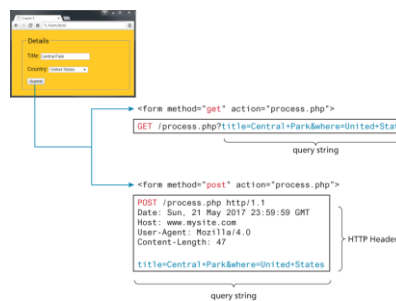 Details
Title: Central Park
Country: United States
Submit
<form method="get" action="process.php">
GET /process.php?title=Central+Park&where=United+Sta
query string
<form method="post" action="process.php">
POST /process.php http/1.1
Date: Sun, 21 May 2017 23:59:59 GMT
Host: www.mysite.com
User-Agent: Mozilla/4.0
Content-Length: 47
HTTP Header
title=Central+Park&where=United+States
query string